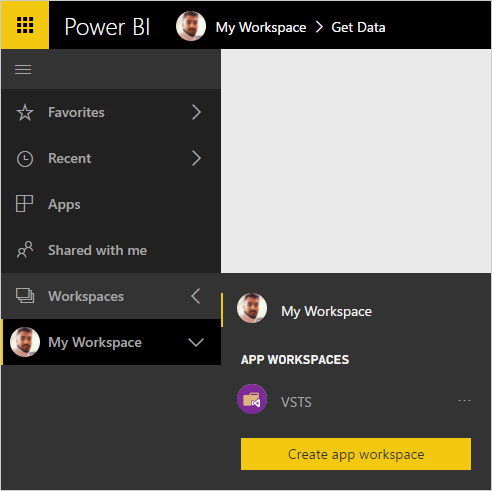 Power BI My Workspace > Get Data
Favorites
Recent
Apps
Shared with me
Workspaces
My Workspace
My Workspace
APP WORKSPACES
VSTS ...
Create app workspace